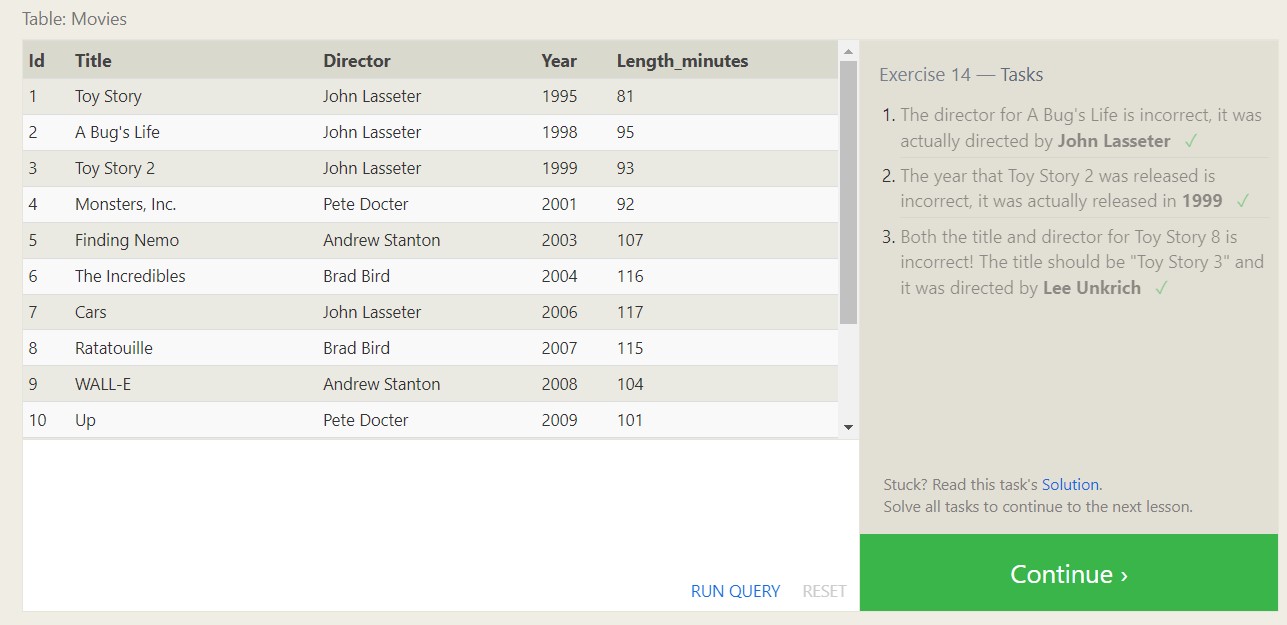 Table: Movies
Id Title Director Year Length_minutes
1 Toy Story John Lasseter 1995 81
2 A Bug's Life John Lasseter 1998 95
3 Toy Story 2 John Lasseter 1999 93
4 Monsters, Inc. Pete Docter 2001 92
5 Finding Nemo Andrew Stanton 2003 107
6 The Incredibles Brad Bird 2004 116
7 Cars John Lasseter 2006 117
8 Ratatouille Brad Bird 2007 115
9 WALL-E Andrew Stanton 2008 104
10 Up Pete Docter 2009 101
RUN QUERY RESET
Exercise 14 — Tasks
1. The director for A Bug's Life is incorrect, it was
actually directed by John Lasseter ✓
2. The year that Toy Story 2 was released is
incorrect, it was actually released in 1999 ✓
3. Both the title and director for Toy Story 8 is
incorrect! The title should be "Toy Story 3" and
it was directed by Lee Unkrich ✓
Stuck? Read this task's Solution.
Solve all tasks to continue to the next lesson.
Continue ›